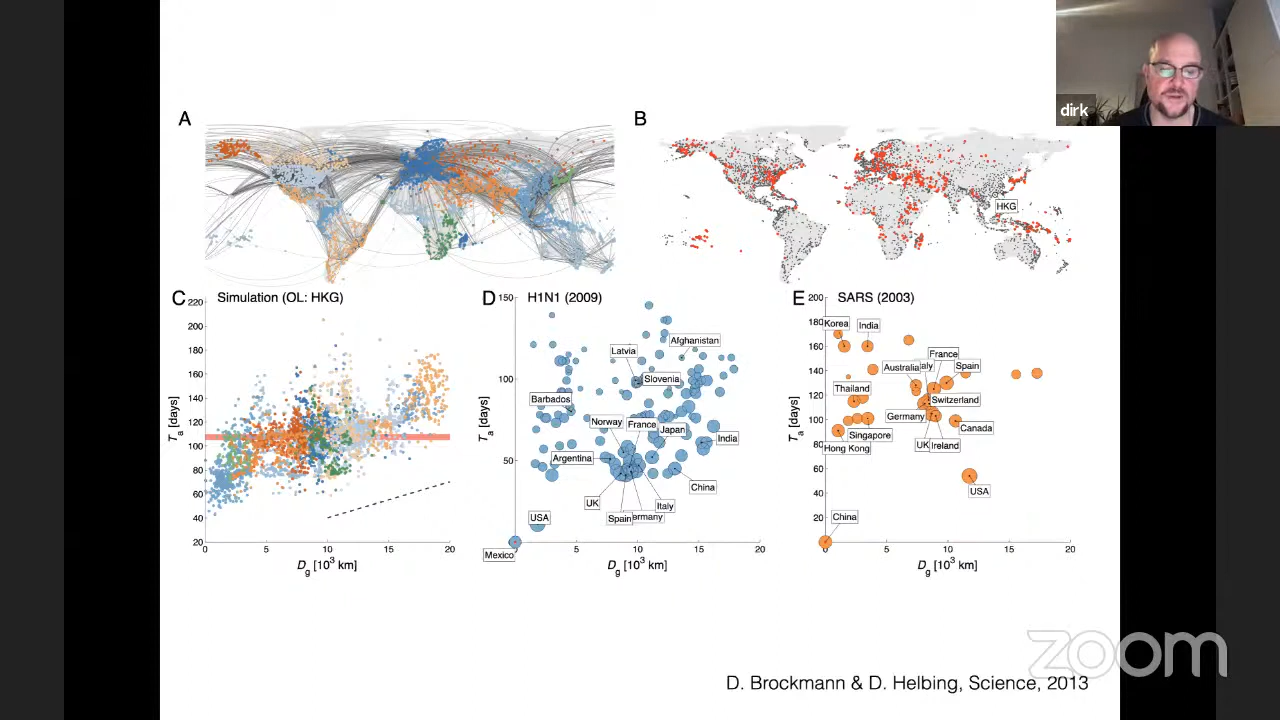 dirk
A
B
HKG
C Simulation (OL: HKG)
220
200
180
160
140
120
100
80
60
40
20
Ta [days]
0 5 10 15 20
Dg [10³ km]
D H1N1 (2009)
150
100
50
Ta [days]
Afghanistan
Latvia
Slovenia
Barbados
Norway
France
Japan
India
Argentina
China
UK
Italy
Spain
ermany
USA
Mexico
5 10 15 20
Dg [10³ km]
E SARS (2003)
200
180
160
140
120
100
80
60
40
20
Ta [days]
Korea
India
France
Australia
aly
Spain
Thailand
Switzerland
Germany
Canada
Singapore
Hong Kong
UK
Ireland
USA
China
0 5 10 15 20
Dg [10³ km]
zoom
D. Brockmann & D. Helbing, Science, 2013